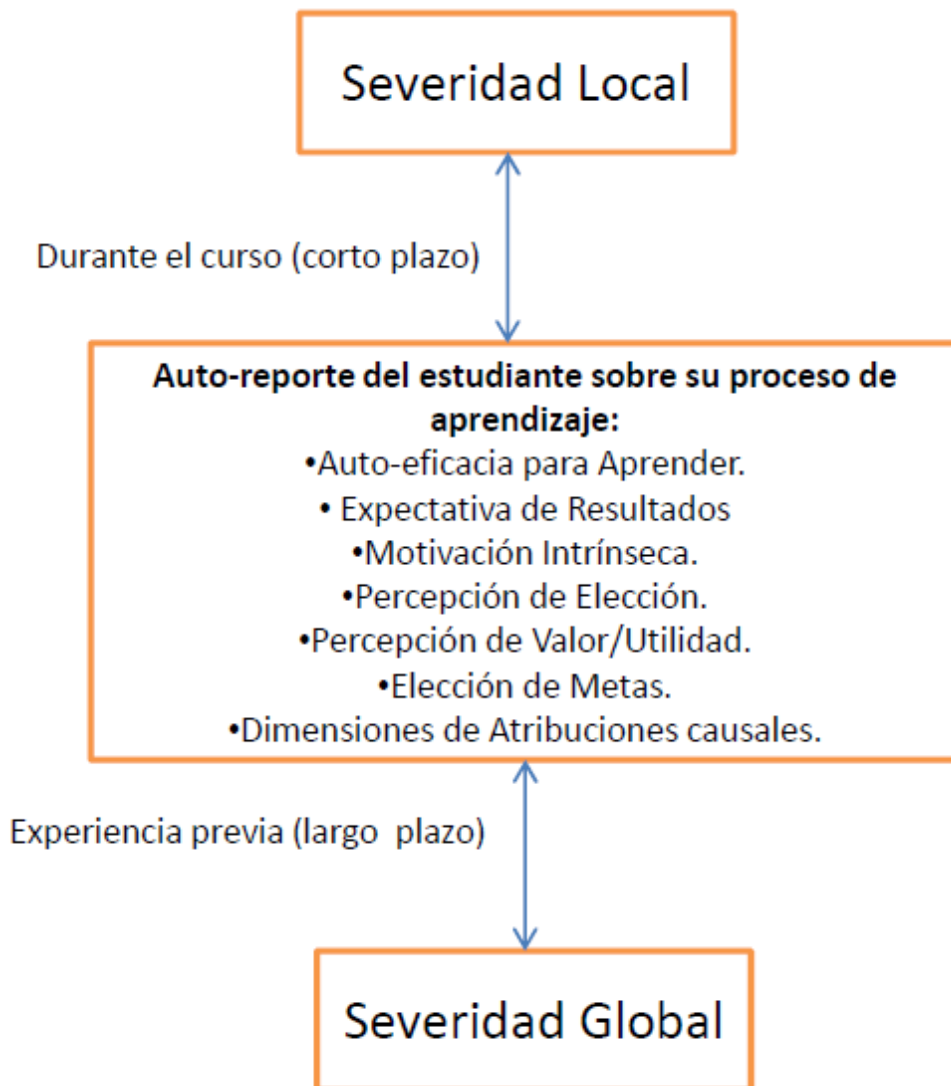 Severidad Local
Durante el curso (corto plazo)
Auto-reporte del estudiante sobre su proceso de
aprendizaje:
•Auto-eficacia para Aprender.
• Expectativa de Resultados
•Motivación Intrínseca.
•Percepción de Elección.
•Percepción de Valor/Utilidad.
•Elección de Metas.
•Dimensiones de Atribuciones causales.
Experiencia previa (largo plazo)
Severidad Global